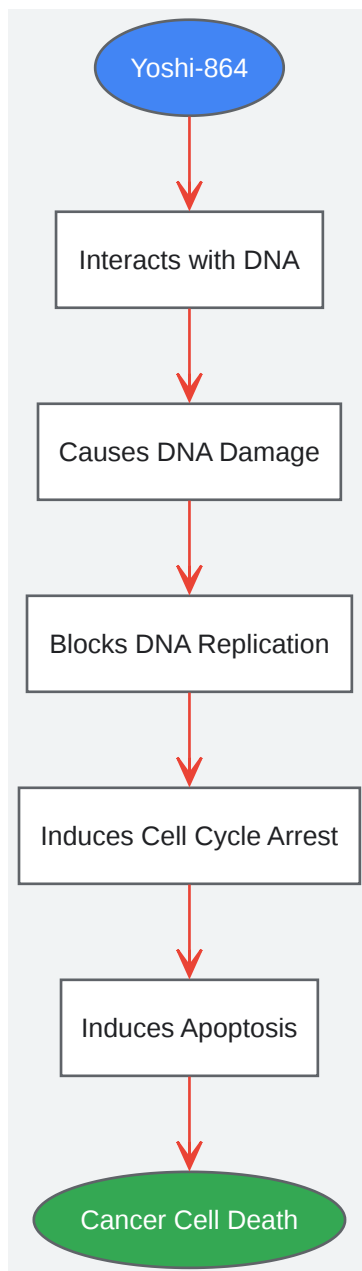 Yoshi-864
Interacts with DNA
Causes DNA Damage
Blocks DNA Replication
Induces Cell Cycle Arrest
Induces Apoptosis
Cancer Cell Death